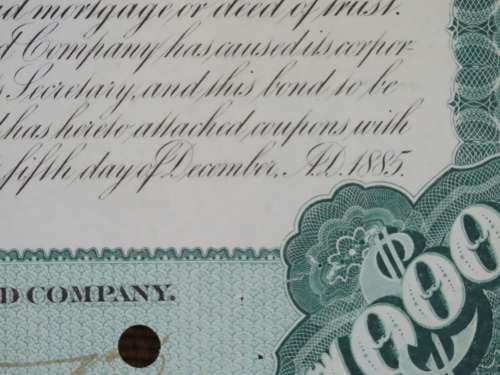 mortgage or deed of trust.
Company has caused its corpor-
Secretary, and this bond to be
has hereto attached coupons with
fifth day of December, A.D. 1885.
D COMPANY.
$1000